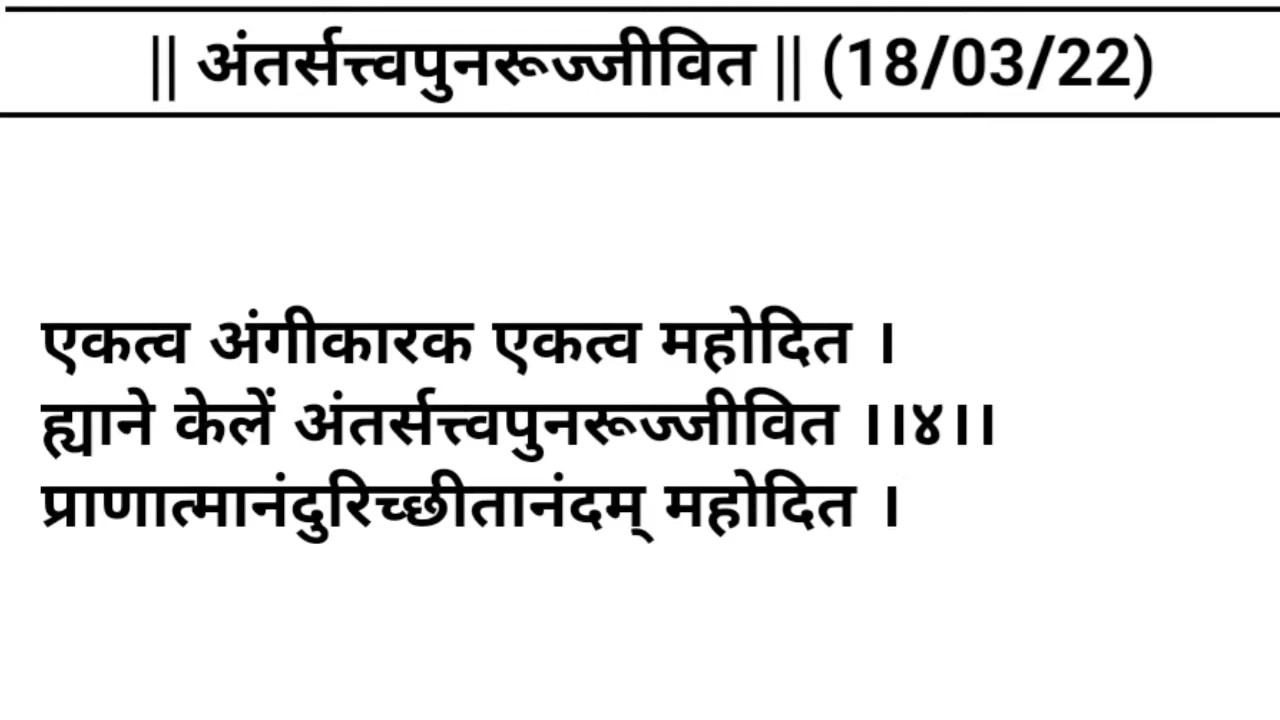 || अंतर्सत्त्वपुनरूज्जीवित || (18/03/22)
एकत्व अंगीकारक एकत्व महोदित ।
ह्याने केलें अंतर्सत्त्वपुनरूज्जीवित ।।४।।
प्राणात्मानंदुरिच्छीतानंदम् महोदित ।